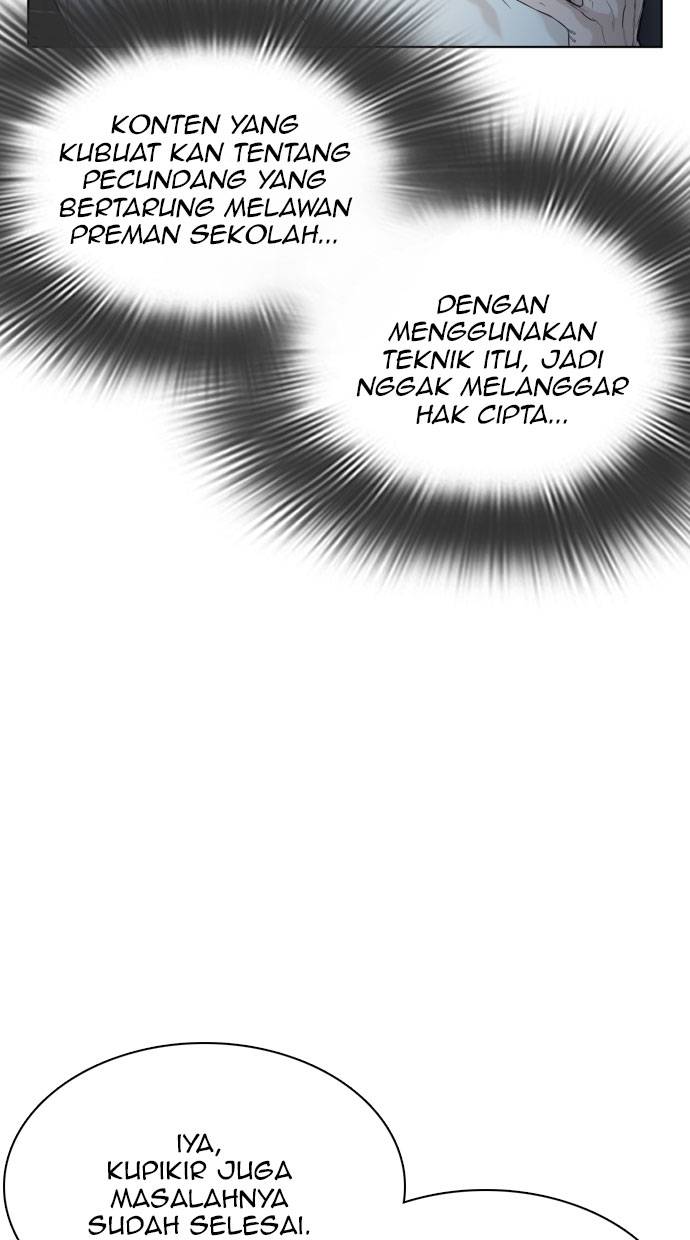 KONTEN YANG
KUBUAT KAN TENTANG
PECUNDANG YANG
BERTARUNG MELAWAN
PREMAN SEKOLAH...
DENGAN
MENGGUNAKAN
TEKNIK ITU, JADI
NGGAK MELANGGAR
HAK CIPTA...
IYA,
KUPIKIR JUGA
MASALAHNYA
SUDAH SELESAI.